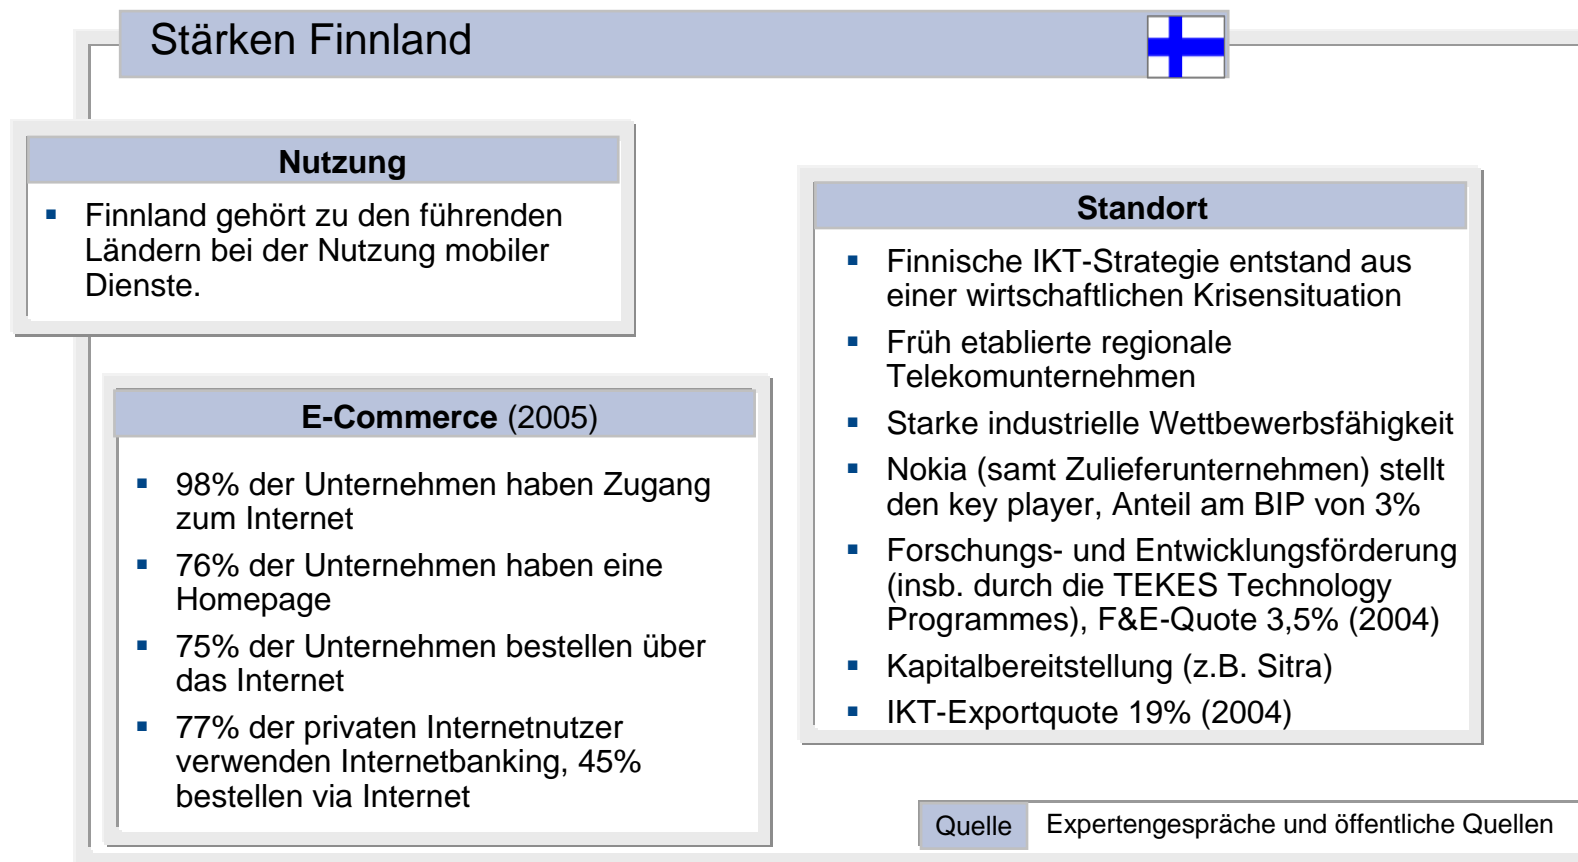 Stärken Finnland
Nutzung
▪ Finnland gehört zu den führenden
Ländern bei der Nutzung mobiler
Dienste.
E-Commerce (2005)
▪ 98% der Unternehmen haben Zugang
zum Internet
▪ 76% der Unternehmen haben eine
Homepage
▪ 75% der Unternehmen bestellen über
das Internet
▪ 77% der privaten Internetnutzer
verwenden Internetbanking, 45%
bestellen via Internet
Standort
▪ Finnische IKT-Strategie entstand aus
einer wirtschaftlichen Krisensituation
▪ Früh etablierte regionale
Telekomunternehmen
▪ Starke industrielle Wettbewerbsfähigkeit
▪ Nokia (samt Zulieferunternehmen) stellt
den key player, Anteil am BIP von 3%
▪ Forschungs- und Entwicklungsförderung
(insb. durch die TEKES Technology
Programmes), F&E-Quote 3,5% (2004)
▪ Kapitalbereitstellung (z.B. Sitra)
▪ IKT-Exportquote 19% (2004)
Quelle Expertengespräche und öffentliche Quellen